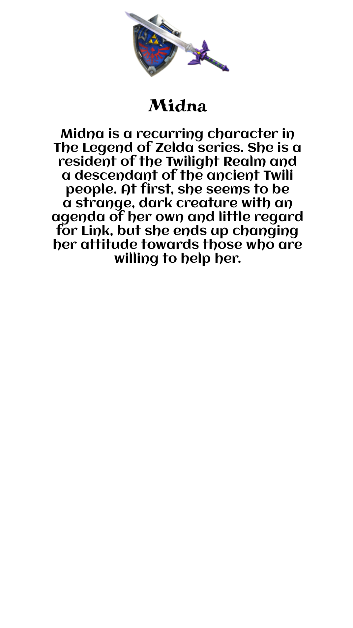 Midna
Midna is a recurring character in
The Legend of Zelda series. She is a
resident of the Twilight Realm and
a descendant of the ancient Twili
people. At first, she seems to be
a strange, dark creature with an
agenda of her own and little regard
for Link, but she ends up changing
her attitude towards those who are
willing to help her.